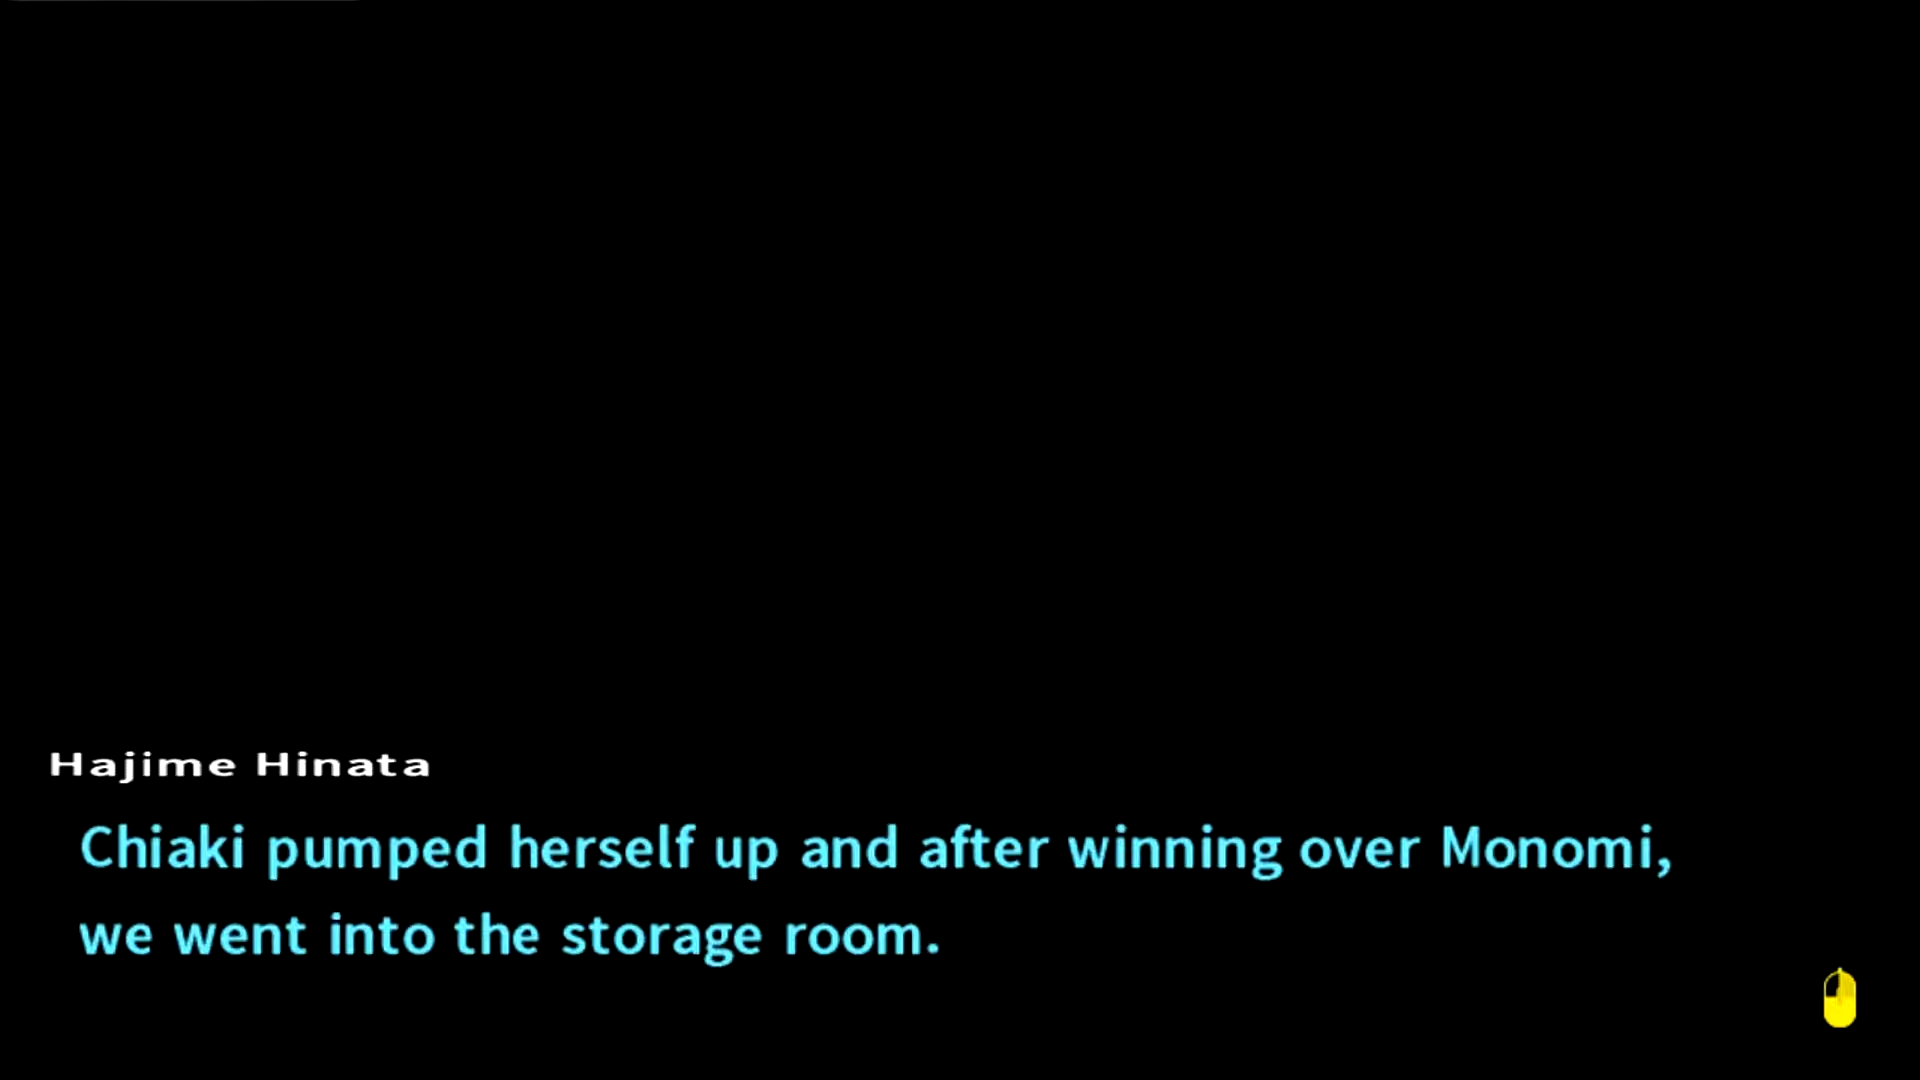 Hajime Hinata
Chiaki pumped herself up and after winning over Monomi,
we went into the storage room.